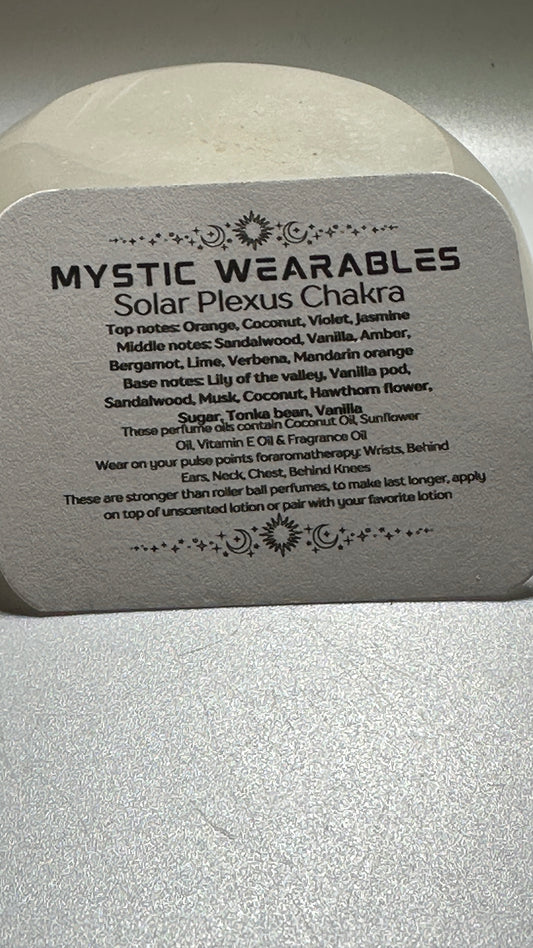 MYSTIC WEARABLES
Solar Plexus Chakra
Top notes: Orange, Coconut, Violet, Jasmine
Middle notes: Sandalwood, Vanilla, Amber,
Bergamot, Lime, Verbena, Mandarin orange
Base notes: Lily of the valley, Vanilla pod,
Sandalwood, Musk, Coconut, Hawthorn flower,
Sugar, Tonka bean, Vanilla
These perfume oils contain Coconut Oil, Sunflower
Oil, Vitamin E Oil & Fragrance Oil
Wear on your pulse points foraromatherapy: Wrists, Behind
Ears, Neck, Chest, Behind Knees
These are stronger than roller ball perfumes, to make last longer, apply
on top of unscented lotion or pair with your favorite lotion